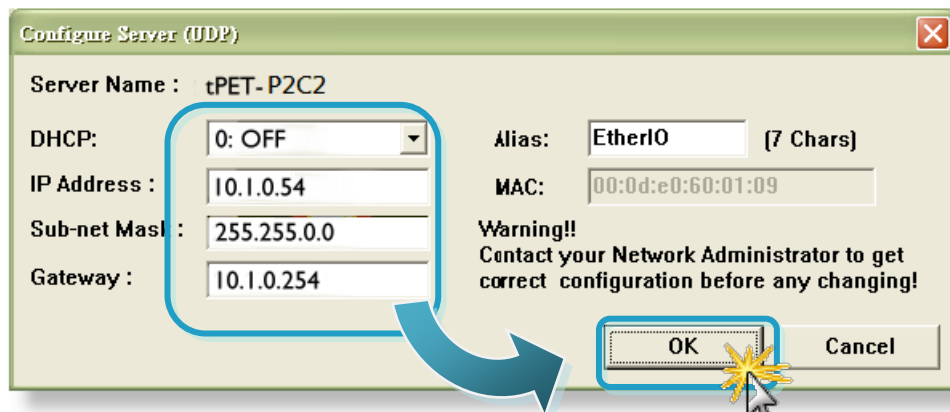 Configure Server (UDP)
Server Name : tPET-P2C2
DHCP: 0: OFF Alias: EtherIO (7 Chars)
IP Address : 10.1.0.54 MAC: 00:0d:e0:60:01:09
Sub-net Mask : 255.255.0.0 Warning!!
Contact your Network Administrator to get
Gateway : 10.1.0.254 correct configuration before any changing!
OK Cancel